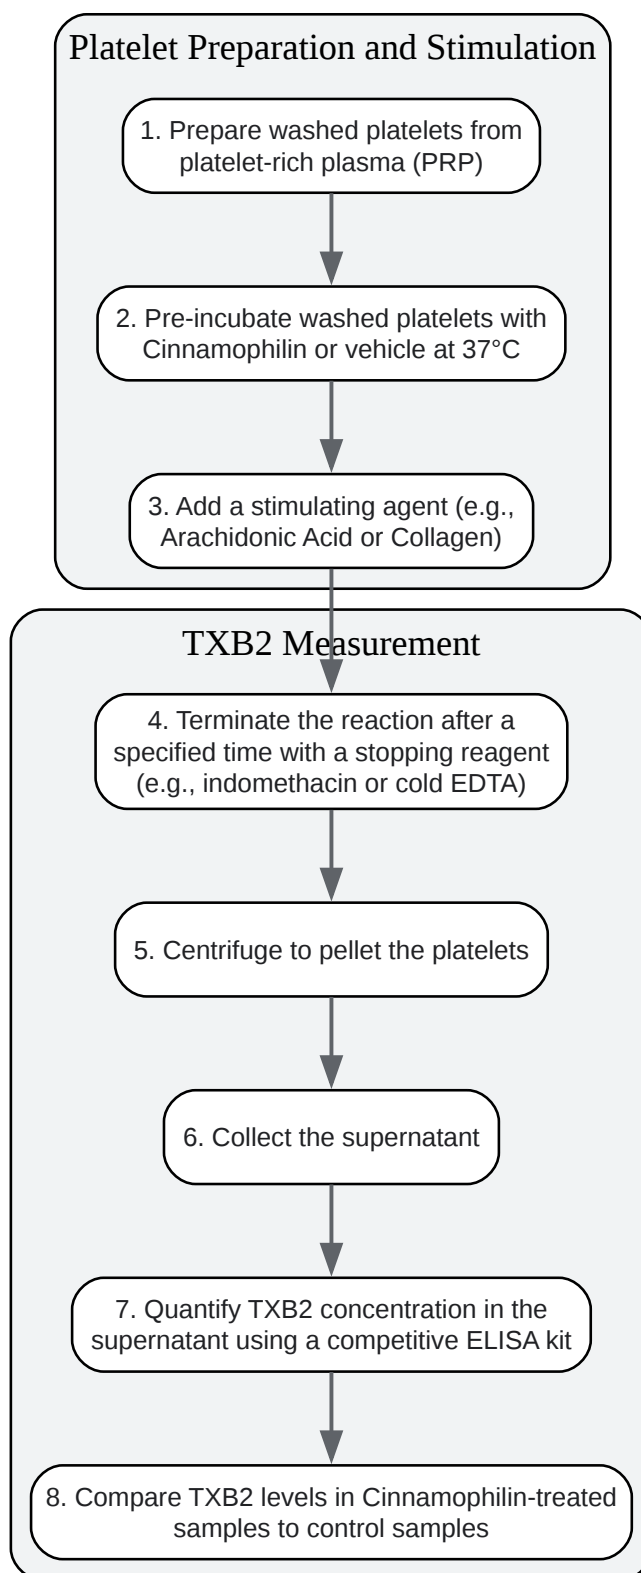 Platelet Preparation and Stimulation
1. Prepare washed platelets from
platelet-rich plasma (PRP)
2. Pre-incubate washed platelets with
Cinnamophilin or vehicle at 37°C
3. Add a stimulating agent (e.g.,
Arachidonic Acid or Collagen)
TXB2 Measurement
4. Terminate the reaction after a
specified time with a stopping reagent
(e.g., indomethacin or cold EDTA)
5. Centrifuge to pellet the platelets
6. Collect the supernatant
7. Quantify TXB2 concentration in the
supernatant using a competitive ELISA kit
8. Compare TXB2 levels in Cinnamophilin-treated
samples to control samples